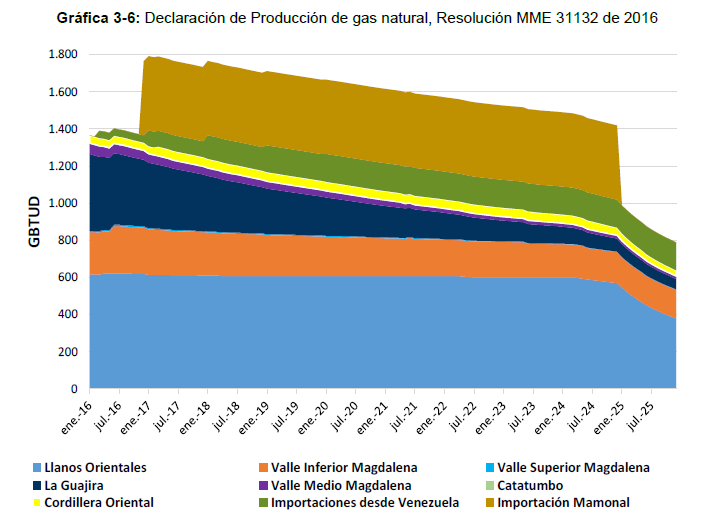 Gráfica 3-6: Declaración de Producción de gas natural, Resolución MME 31132 de 2016
1.800
1.600
1.400
1.200
1.000
800
600
400
200
0
GBTUD
ene.-16
jul.-16
ene.-17
jul.-17
ene.-18
jul.-18
ene.-19
jul.-19
ene.-20
jul.-20
ene.-21
jul.-21
ene.-22
jul.-22
ene.-23
jul.-23
ene.-24
jul.-24
ene.-25
jul.-25
Llanos Orientales Valle Inferior Magdalena Valle Superior Magdalena
La Guajira Valle Medio Magdalena Catatumbo
Cordillera Oriental Importaciones desde Venezuela Importación Mamonal